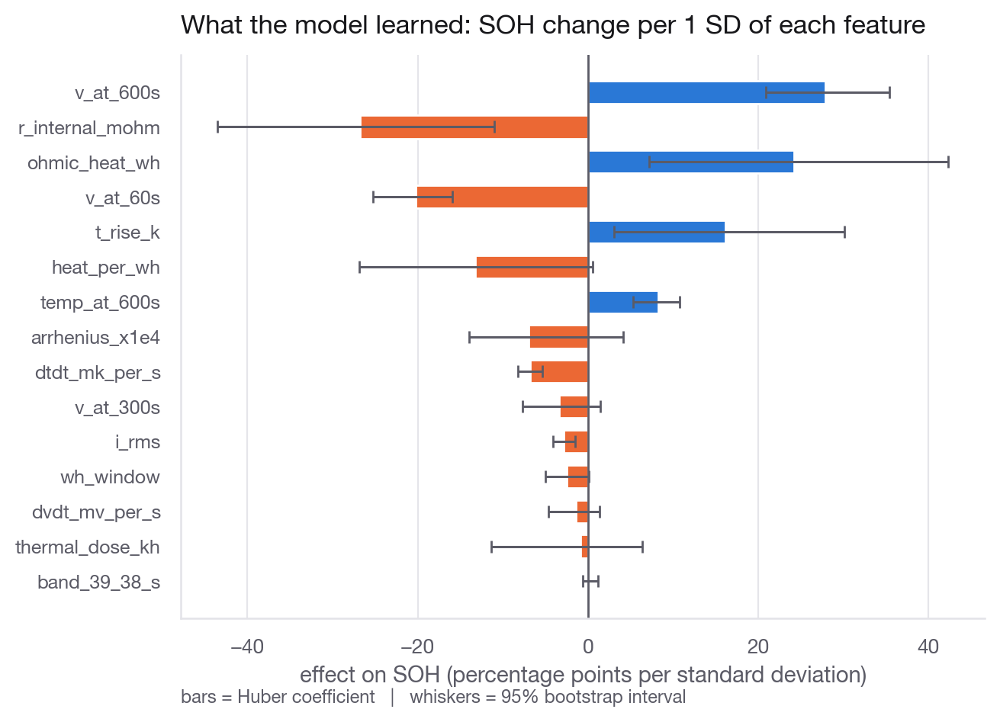 What the model learned: SOH change per 1 SD of each feature
v_at_600s
r_internal_mohm
ohmic_heat_wh
v_at_60s
t_rise_k
heat_per_wh
temp_at_600s
arrhenius_x1e4
dtdt_mk_per_s
v_at_300s
i_rms
wh_window
dvdt_mv_per_s
thermal_dose_kh
band_39_38_s
−40 −20 0 20 40
effect on SOH (percentage points per standard deviation)
bars = Huber coefficient | whiskers = 95% bootstrap interval